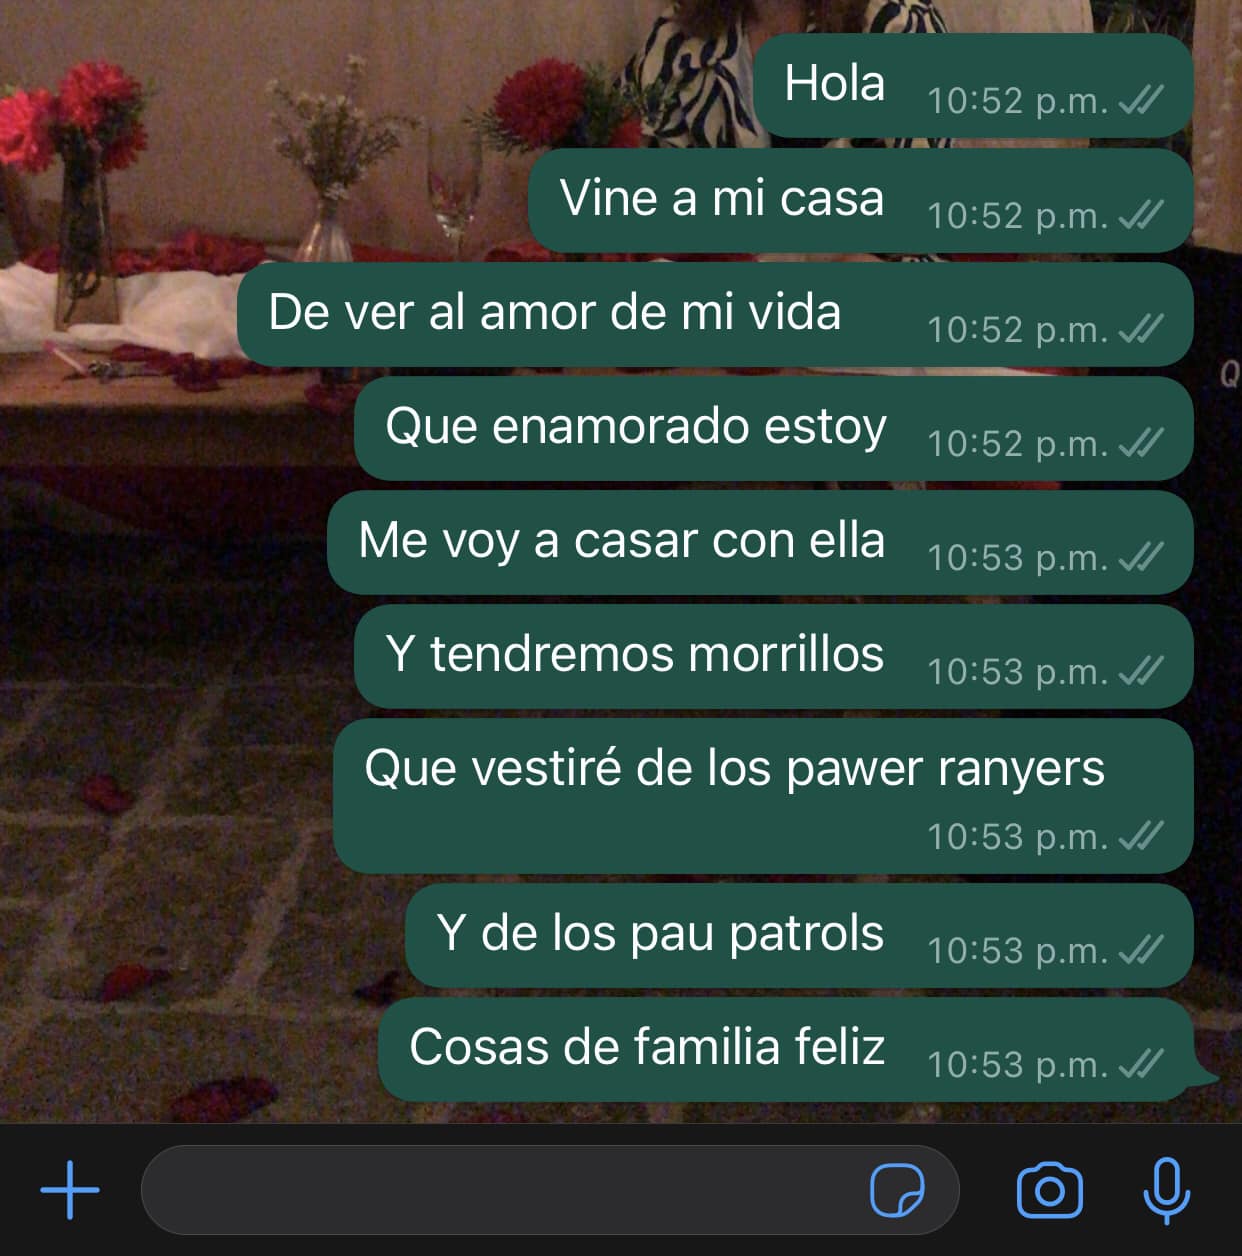 Hola 10:52 p.m.
Vine a mi casa 10:52 p.m.
De ver al amor de mi vida 10:52 p.m.
Que enamorado estoy 10:52 p.m.
Q
Me voy a casar con ella 10:53 p.m.
Y tendremos morrillos 10:53 p.m.
Que vestiré de los pawer ranyers
10:53 p.m.
Y de los pau patrols 10:53 p.m.
Cosas de familia feliz 10:53 p.m.